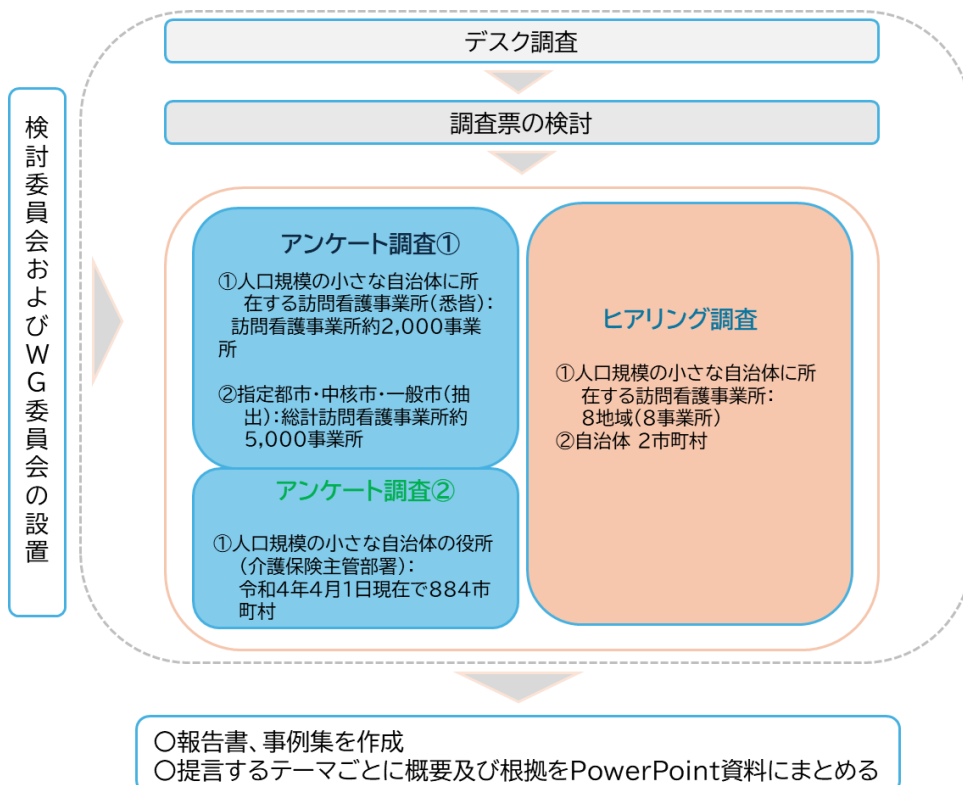 検討委員会およびWG委員会の設置
デスク調査
調査票の検討
アンケート調査①
①人口規模の小さな自治体に所
在する訪問看護事業所(悉皆):
訪問看護事業所約2,000事業
所
②指定都市・中核市・一般市(抽
出):総計訪問看護事業所約
5,000事業所
アンケート調査②
①人口規模の小さな自治体の役所
(介護保険主管部署):
令和4年4月1日現在で884市
町村
ヒアリング調査
①人口規模の小さな自治体に所
在する訪問看護事業所:
8地域(8事業所)
②自治体 2市町村
○報告書、事例集を作成
○提言するテーマごとに概要及び根拠をPowerPoint資料にまとめる